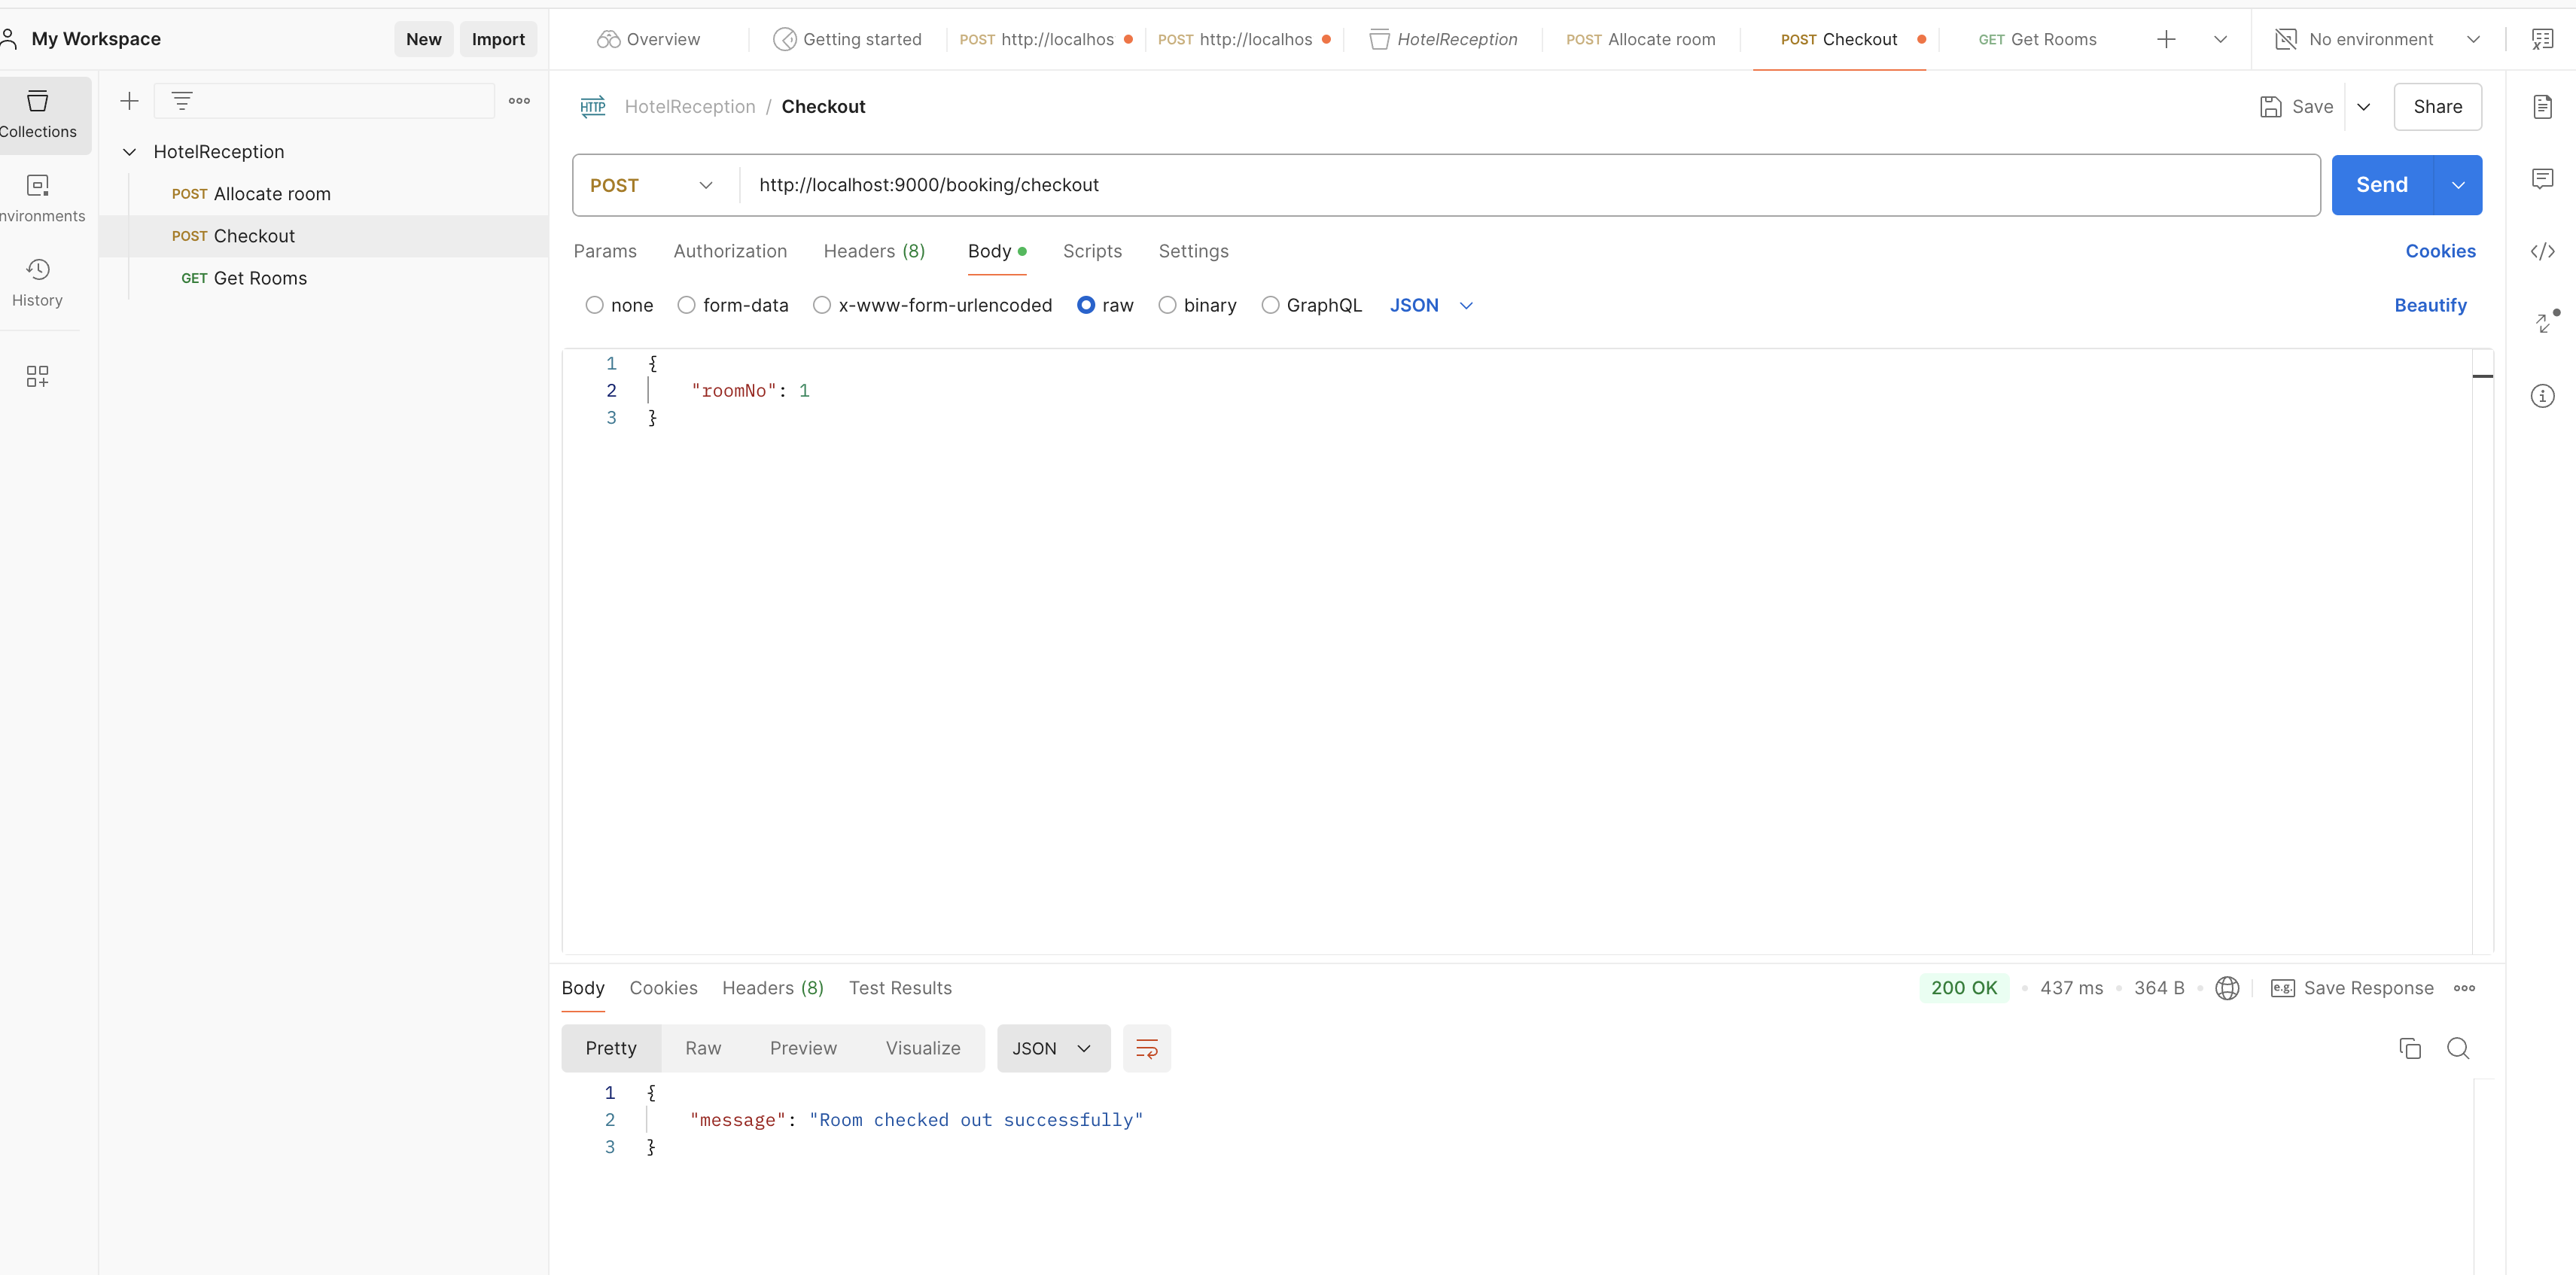 My Workspace
New
Import
Overview
Getting started
POST http://localhos
POST http://localhos
HotelReception
POST Allocate room
POST Checkout
GET Get Rooms
No environment
Collections
nvironments
History
HotelReception
POST Allocate room
POST Checkout
GET Get Rooms
HTTP HotelReception / Checkout
Save
Share
POST
http://localhost:9000/booking/checkout
Send
Params
Authorization
Headers (8)
Body
Scripts
Settings
Cookies
none
form-data
x-www-form-urlencoded
raw
binary
GraphQL
JSON
Beautify
1 {
2 "roomNo": 1
3 }
Body
Cookies
Headers (8)
Test Results
200 OK
437 ms
364 B
e.g. Save Response
Pretty
Raw
Preview
Visualize
JSON
1 {
2 "message": "Room checked out successfully"
3 }